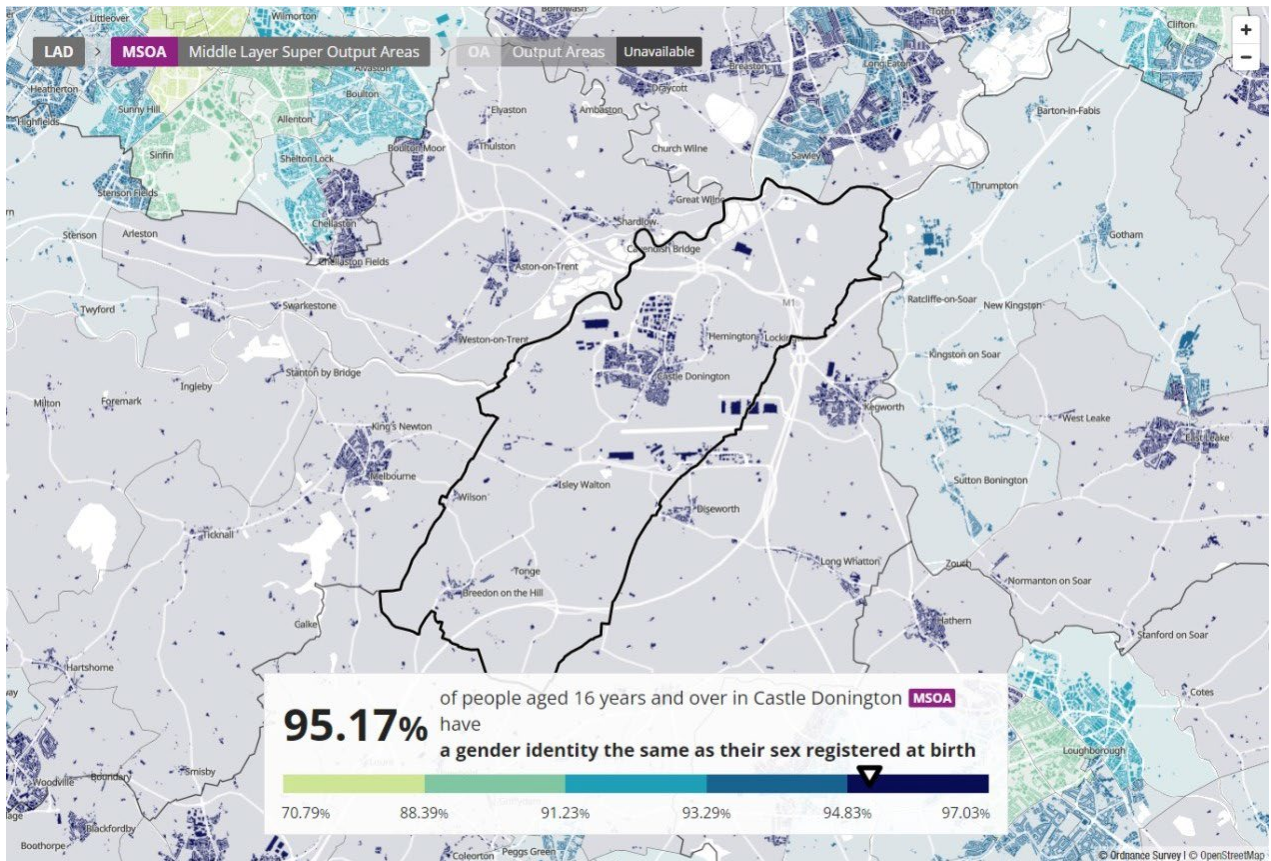 Littleover
Wilmorton
Borrowash
Toton
Clifton
LAD > MSOA Middle Layer Super Output Areas > OA Output Areas Unavailable
+
−
Alvaston
Breaston
Long Eaton
Heatherton
Boulton
Draycott
Sunny Hill
Elvaston
Ambaston
Barton-in-Fabis
Highfields
Allenton
Sinfin
Shelton Lock
Boulton Moor
Thulston
Church Wilne
Sawley
Stenson Fields
Thrumpton
Great Wilne
Chellaston
Shardlow
Stenson
Arleston
Gotham
Cavendish Bridge
Chellaston Fields
Aston-on-Trent
Twyford
Swarkestone
M1
Ratcliffe-on-Soar
New Kingston
Weston-on-Trent
Hemington
Kingston on Soar
Stanton by Bridge
Castle Donington
Ingleby
Milton
Foremark
Kegworth
West Leake
King's Newton
East Leake
Melbourne
Isley Walton
Sutton Bonington
Wilson
Diseworth
Ticknall
Tonge
Long Whatton
Zouth
Normanton on Soar
Breedon on the Hill
Calke
Hathern
Stanford on Soar
Hartshorne
Cotes
95.17%
of people aged 16 years and over in Castle Donington MSOA
have
a gender identity the same as their sex registered at birth
70.79% 88.39% 91.23% 93.29% 94.83% 97.03%
Loughborough
Woodville
Boundary
Smisby
Blackfordby
Boothorpe
Coleorton
Peggs Green
© Ordnance Survey | © OpenStreetMap